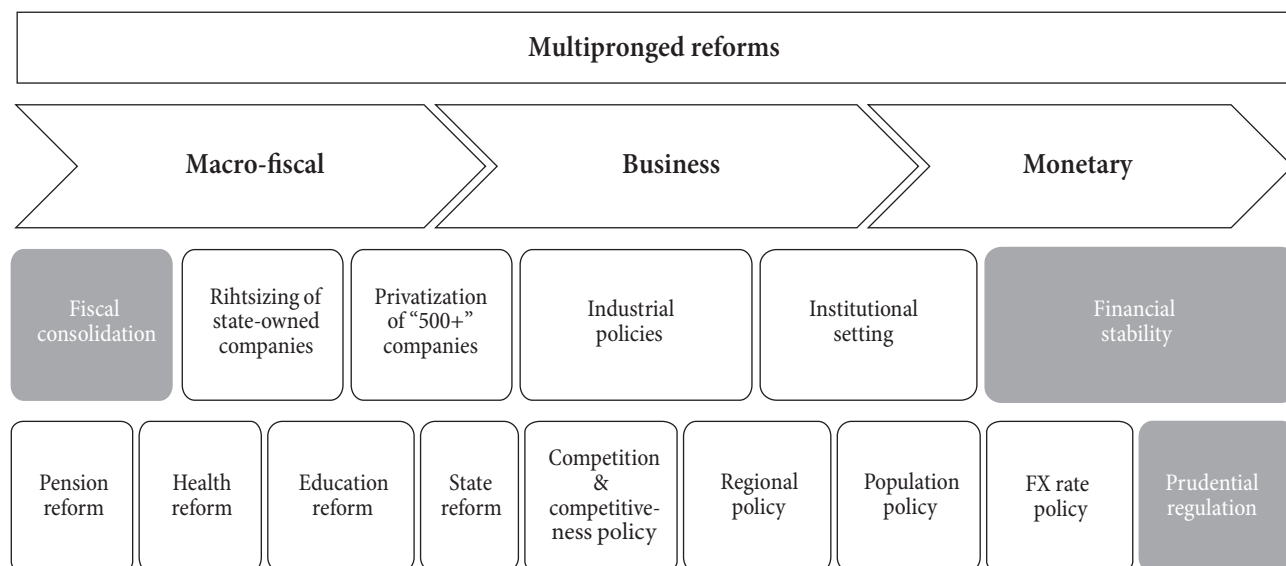 Multipronged reforms
Macro-fiscal
Business
Monetary
Fiscal
consolidation
Rihtsizing of
state-owned
companies
Privatization
of “500+”
companies
Industrial
policies
Institutional
setting
Financial
stability
Pension
reform
Health
reform
Education
reform
State
reform
Competition
&
competitive-
ness policy
Regional
policy
Population
policy
FX rate
policy
Prudential
regulation